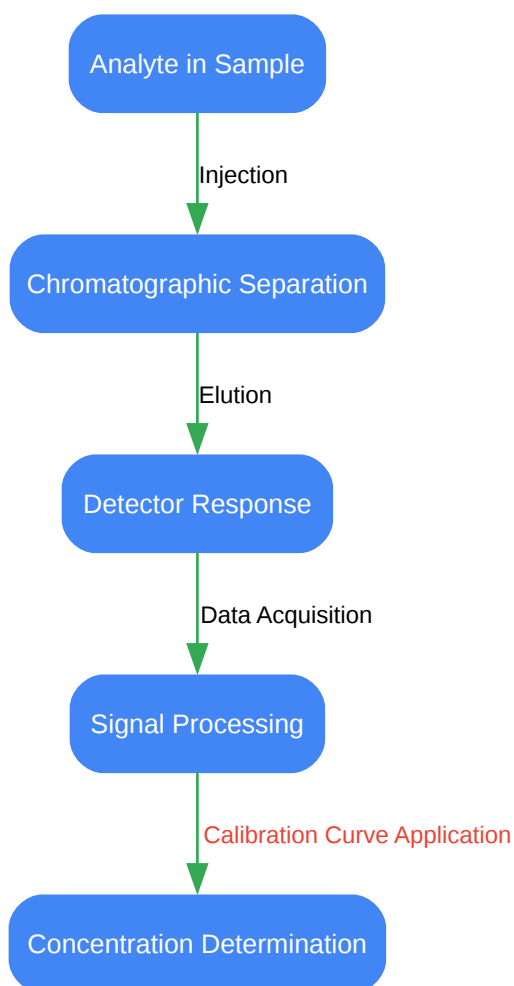 Analyte in Sample
Injection
Chromatographic Separation
Elution
Detector Response
Data Acquisition
Signal Processing
Calibration Curve Application
Concentration Determination